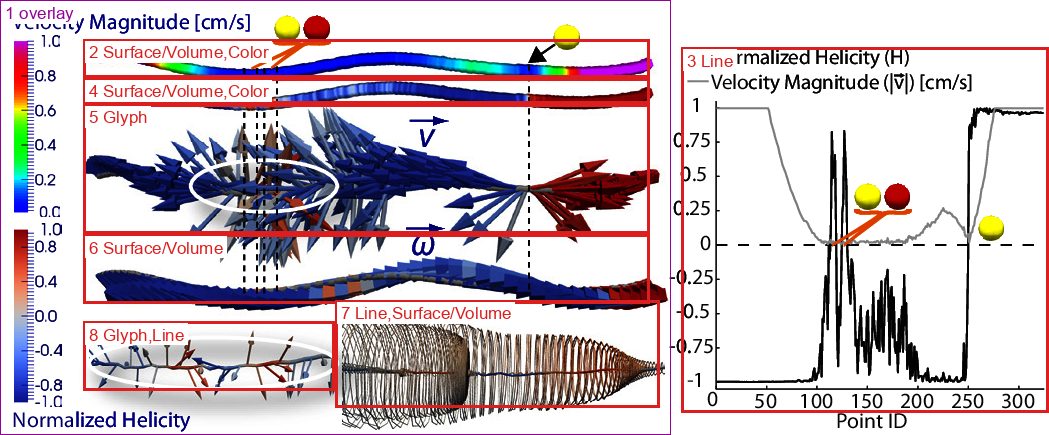 1 overlay
Velocity Magnitude [cm/s]
1.0
0.8
0.6
0.4
0.2
0.0
1.0
0.8
0.4
0.0
-0.4
-0.8
-1.0
Normalized Helicity
2 Surface/Volume,Color
4 Surface/Volume,Color
5 Glyph
v
6 Surface/Volume
ω
8 Glyph,Line
7 Line,Surface/Volume
3 Line
rmalized Helicity (H)
Velocity Magnitude (|v|) [cm/s]
1
0.75
0.5
0.25
0
-0.25
-0.5
-0.75
-1
0 50 100 150 200 250 300
Point ID